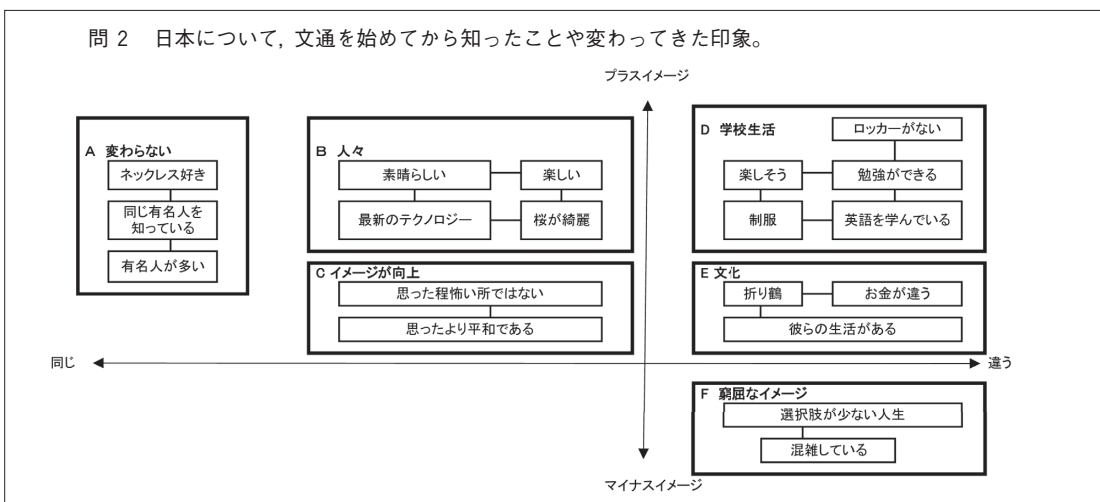 問 2 日本について, 文通を始めてから知ったことや変わってきた印象。
プラスイメージ
A 変わらない
ネックレス好き
同じ有名人を
知っている
有名人が多い
B 人々
素晴らしい
楽しい
最新のテクノロジー
桜が綺麗
C イメージが向上
思った程怖い所ではない
思ったより平和である
D 学校生活
ロッカーがない
楽しそう
勉強ができる
制服
英語を学んでいる
E 文化
折り鶴
お金が違う
彼らの生活がある
同じ
違う
F 窮屈なイメージ
選択肢が少ない人生
混雑している
マイナスイメージ